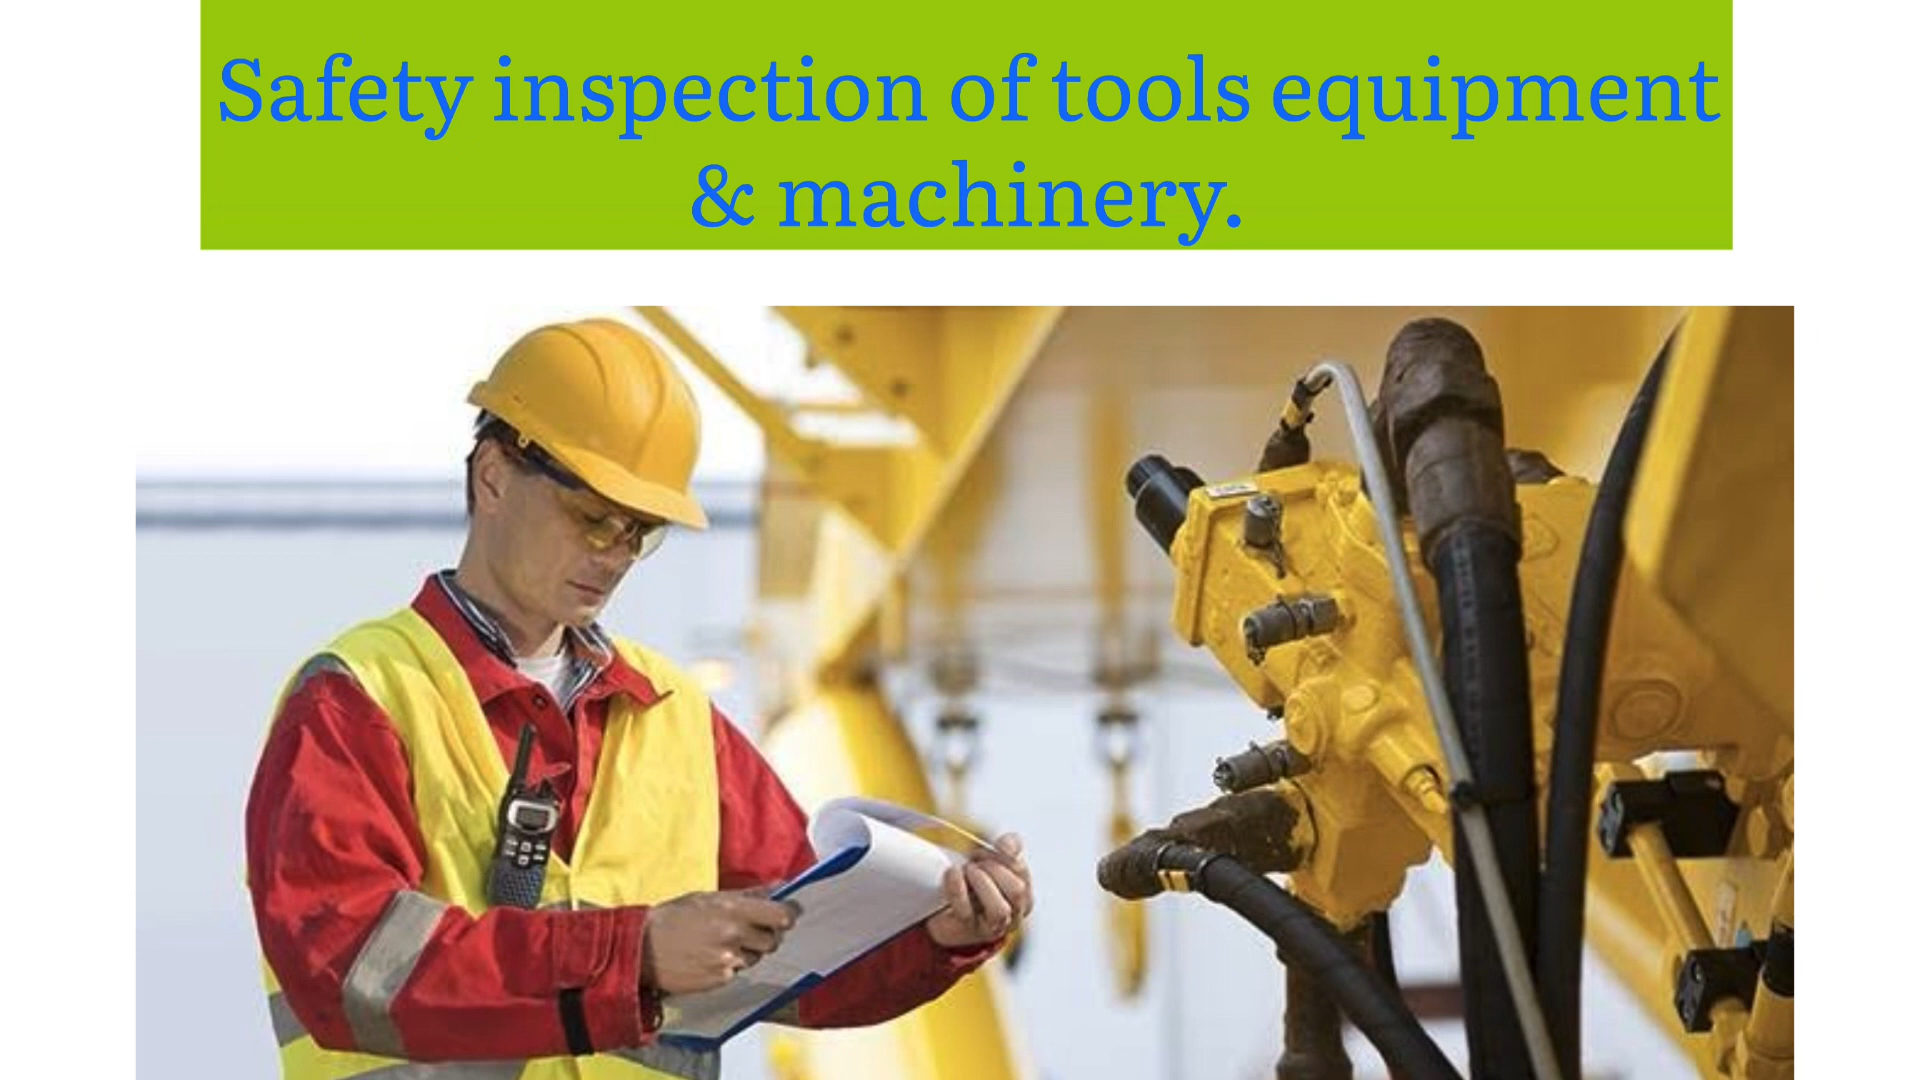 Safety inspection of tools equipment
& machinery.